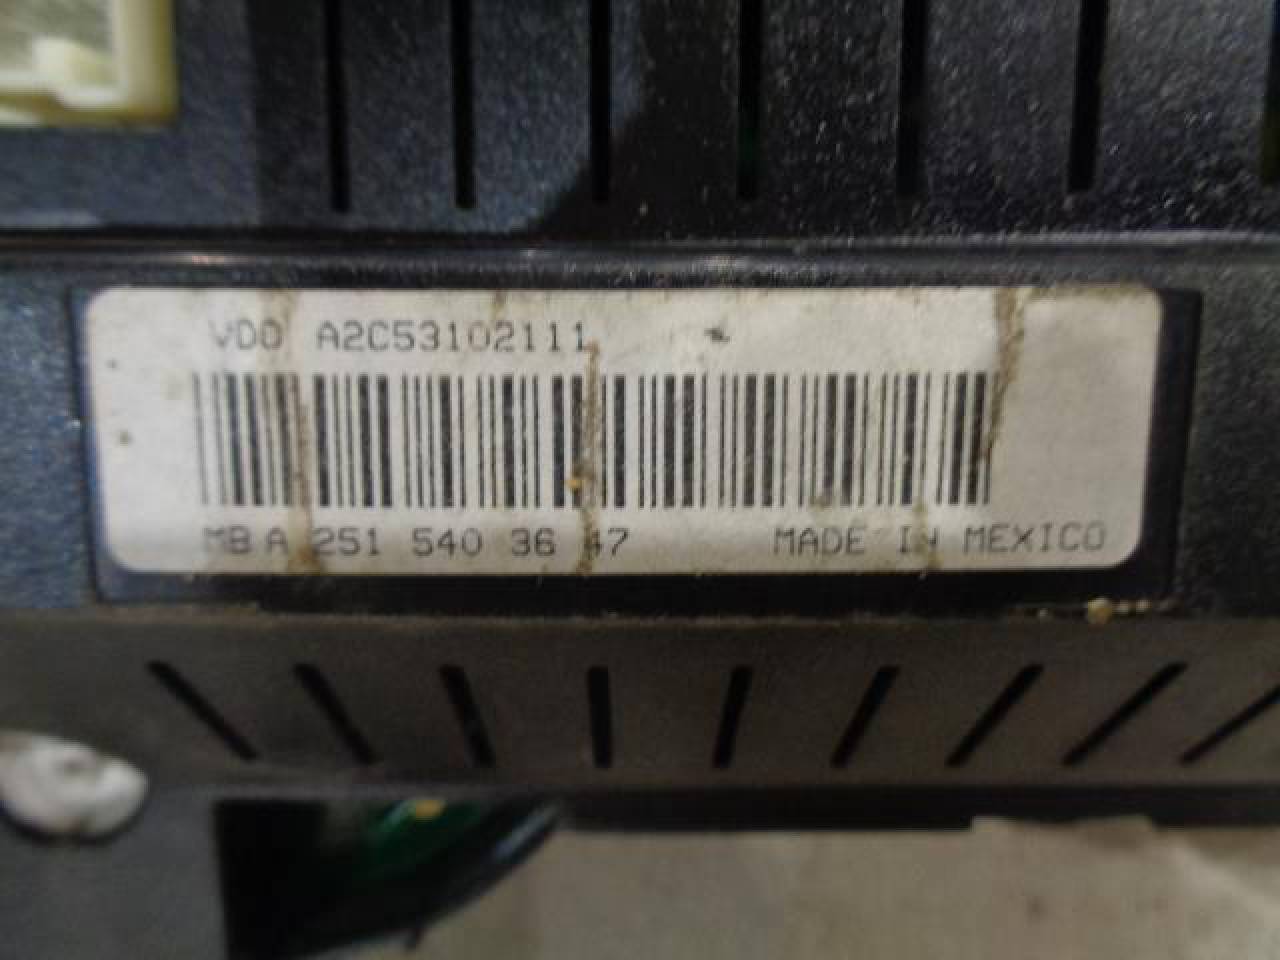 VDO A2C53102111
MB A 251 540 36 47 MADE IN MEXICO